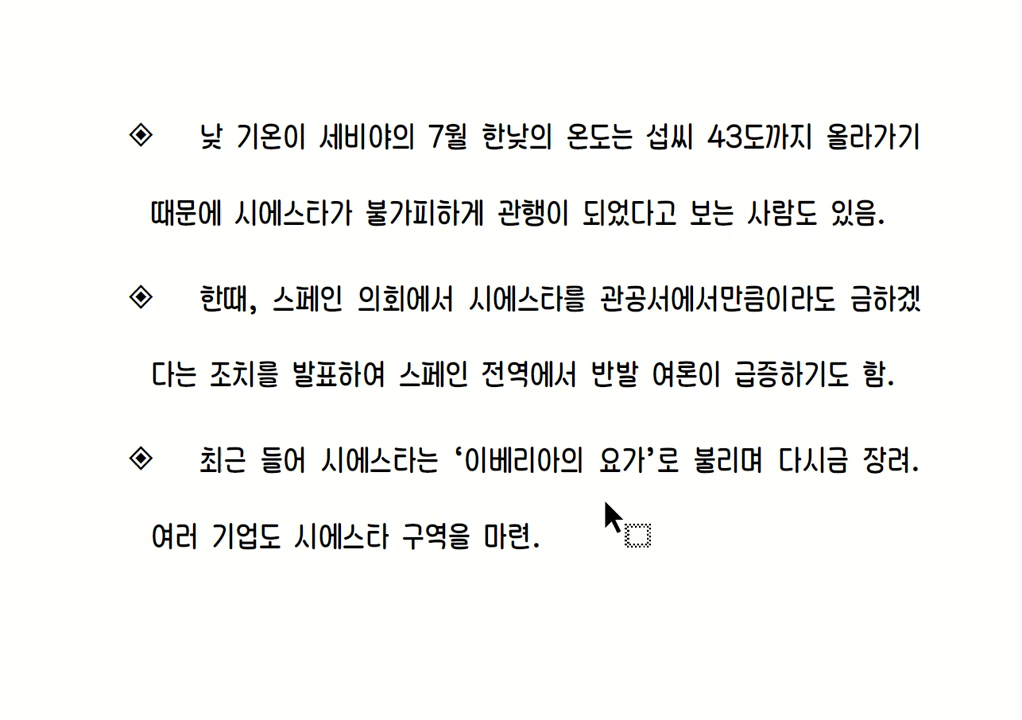 ◈ 낮 기온이 세비야의 7월 한낮의 온도는 섭씨 43도까지 올라가기
때문에 시에스타가 불가피하게 관행이 되었다고 보는 사람도 있음.
◈ 한때, 스페인 의회에서 시에스타를 관공서에서만큼이라도 금하겠
다는 조치를 발표하여 스페인 전역에서 반발 여론이 급증하기도 함.
◈ 최근 들어 시에스타는 ‘이베리아의 요가’로 불리며 다시금 장려.
여러 기업도 시에스타 구역을 마련.